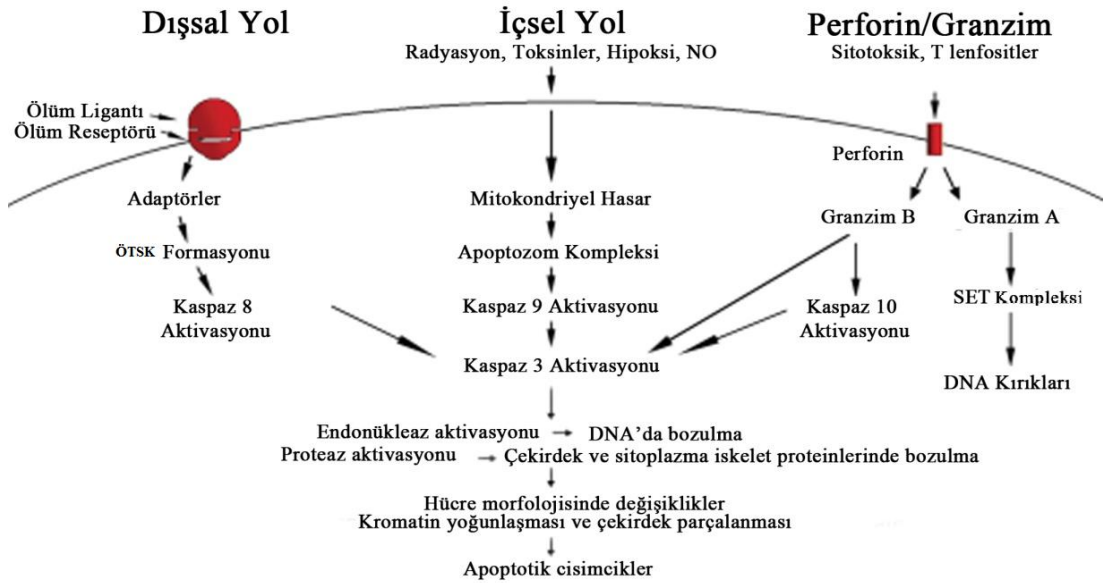 Dışsal Yol
İçsel Yol
Perforin/Granzim
Radyasyon, Toksinler, Hipoksi, NO
Sitotoksik, T lenfositler
Ölüm Ligantı
Ölüm Reseptörü
Perforin
Adaptörler
Mitokondriyel Hasar
Granzim B
Granzim A
ÖTSK Formasyonu
Apoptozom Kompleksi
Kaspaz 8
Aktivasyonu
Kaspaz 9 Aktivasyonu
Kaspaz 10
Aktivasyonu
SET Kompleksi
Kaspaz 3 Aktivasyonu
DNA Kırıkları
Endonükleaz aktivasyonu
DNA'da bozulma
Proteaz aktivasyonu
Çekirdek ve sitoplazma iskelet proteinlerinde bozulma
Hücre morfolojisinde değişiklikler
Kromatin yoğunlaşması ve çekirdek parçalanması
Apoptotik cisimcikler